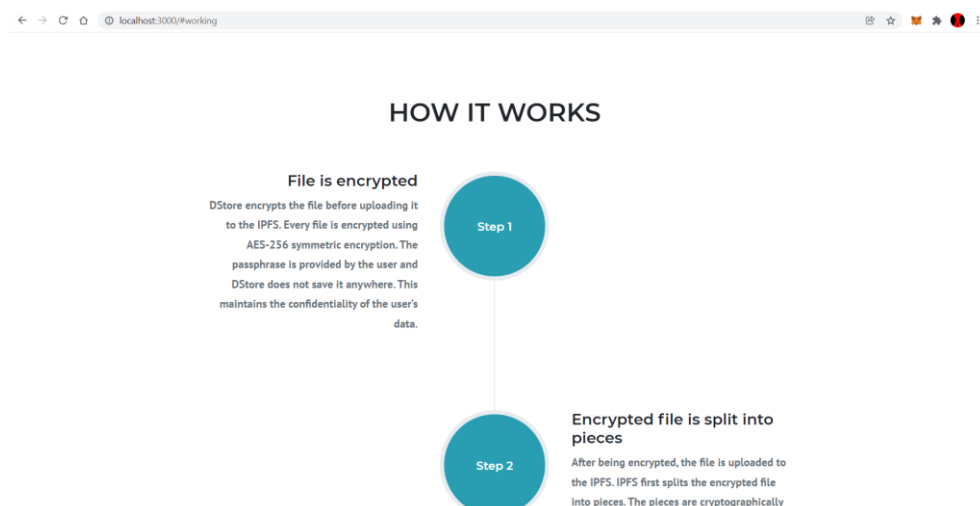 localhost:3000/#working
HOW IT WORKS
File is encrypted
DStore encrypts the file before uploading it
to the IPFS. Every file is encrypted using
AES-256 symmetric encryption. The
passphrase is provided by the user and
DStore does not save it anywhere. This
maintains the confidentiality of the user's
data.
Step 1
Step 2
Encrypted file is split into
pieces
After being encrypted, the file is uploaded to
the IPFS. IPFS first splits the encrypted file
into pieces. The pieces are cryptographically